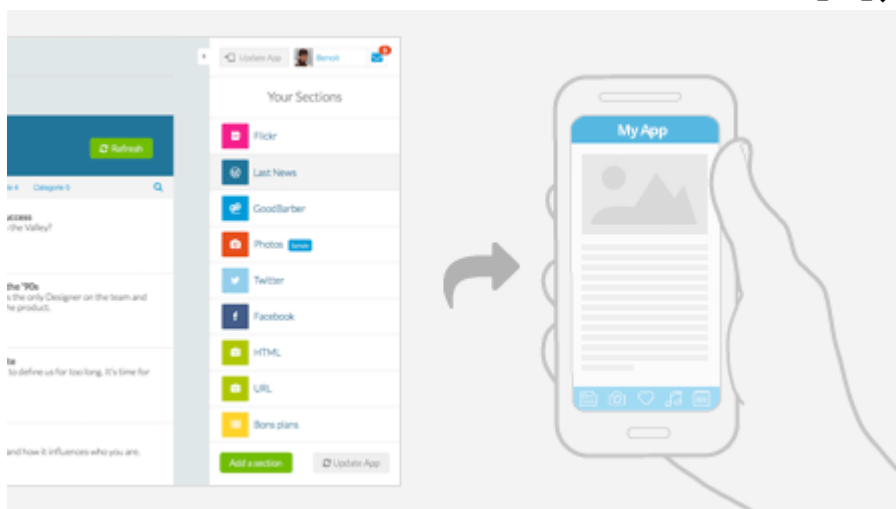 Update App
Benoit
Your Sections
Flickr
Refresh
Last News
Categorie 5
GoodBarber
uccess
the Valley?
Photos
Twitter
the '90s
s the only Designer on the team and
he product.
Facebook
HTML
to define us for too long. It's time for
URL
Bons plans
and how it influences who you are.
Add a section
Update App
My App